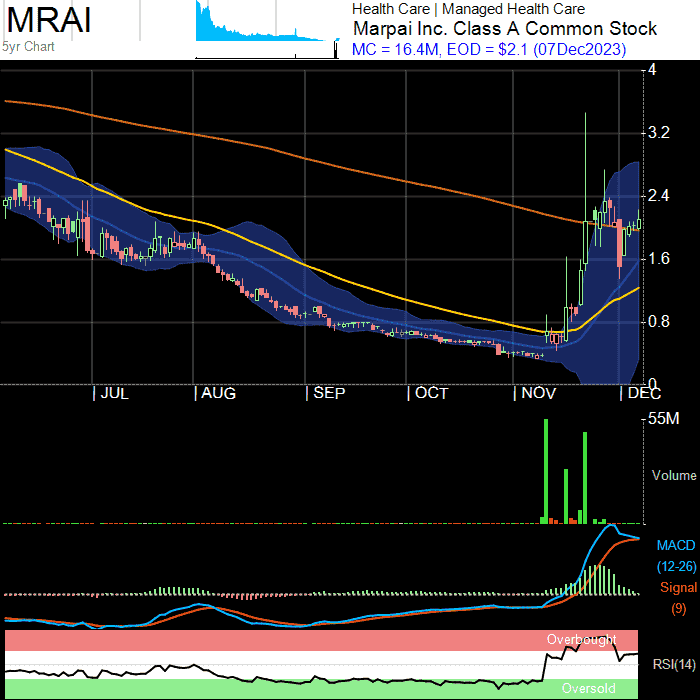 MRAI
5yr Chart
Health Care | Managed Health Care
Marpai Inc. Class A Common Stock
MC = 16.4M, EOD = $2.1 (07Dec2023)
4
3.2
2.4
1.6
0.8
0
JUL AUG SEP OCT NOV DEC
55M
Volume
MACD
(12-26)
Signal
(9)
Overbought
RSI(14)
Oversold